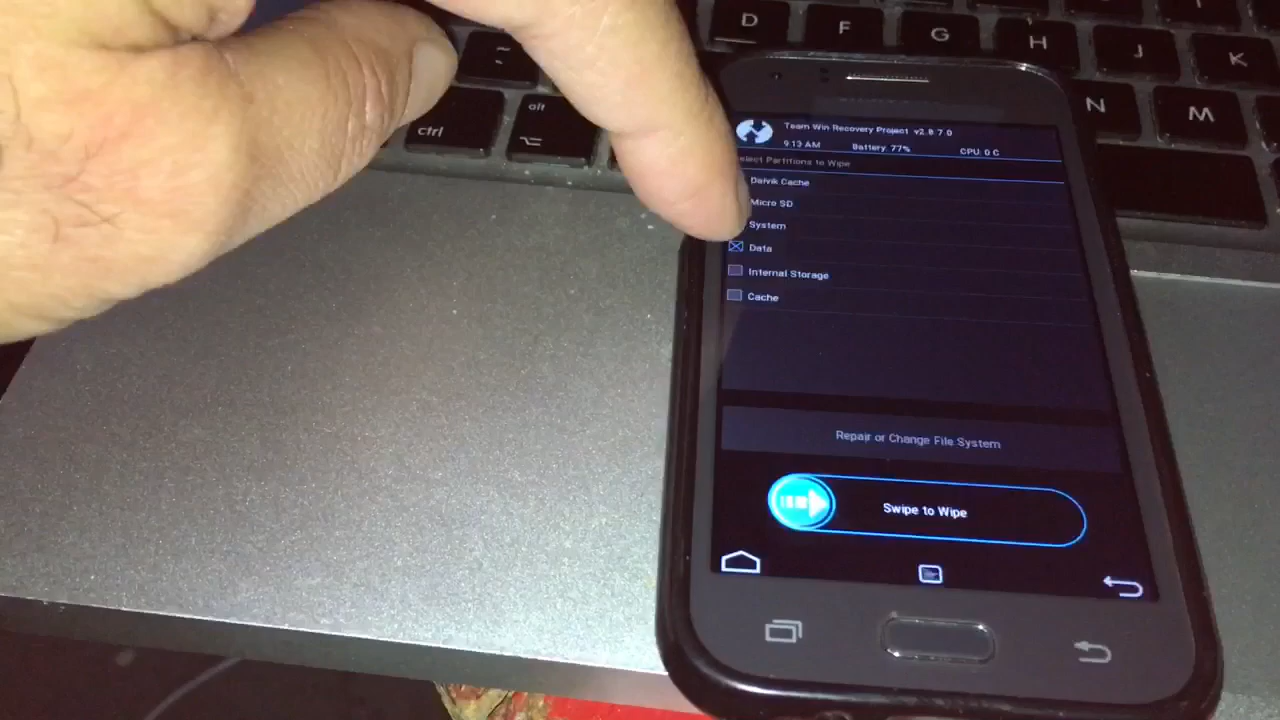 D F G H J K
alt
ctrl
N M
Team Win Recovery Project v2.8.7.0
9:13 AM Battery: 77% CPU: 0 C
elect Partitions to Wipe
Dalvik Cache
Micro SD
System
Data
Internal Storage
Cache
Repair or Change File System
Swipe to Wipe